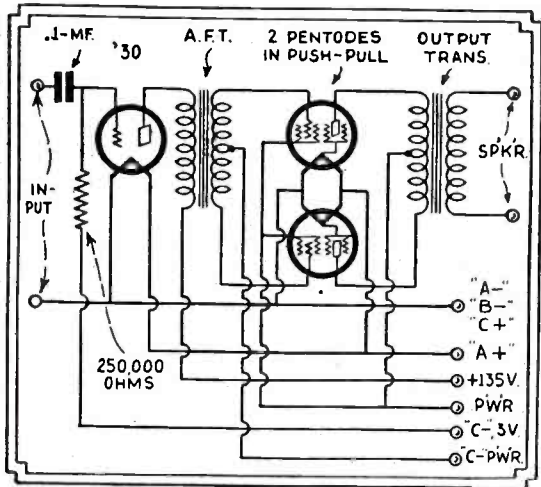 .1-MF.
'30
A.F.T.
2 PENTODES
IN PUSH-PULL
OUTPUT
TRANS.
IN-
PUT
SP'K'R.
250,000
OHMS
"A-"
"B-"
"C+"
"A+"
+135V.
P'W'R
"C-", 3V.
"C-"PWR.